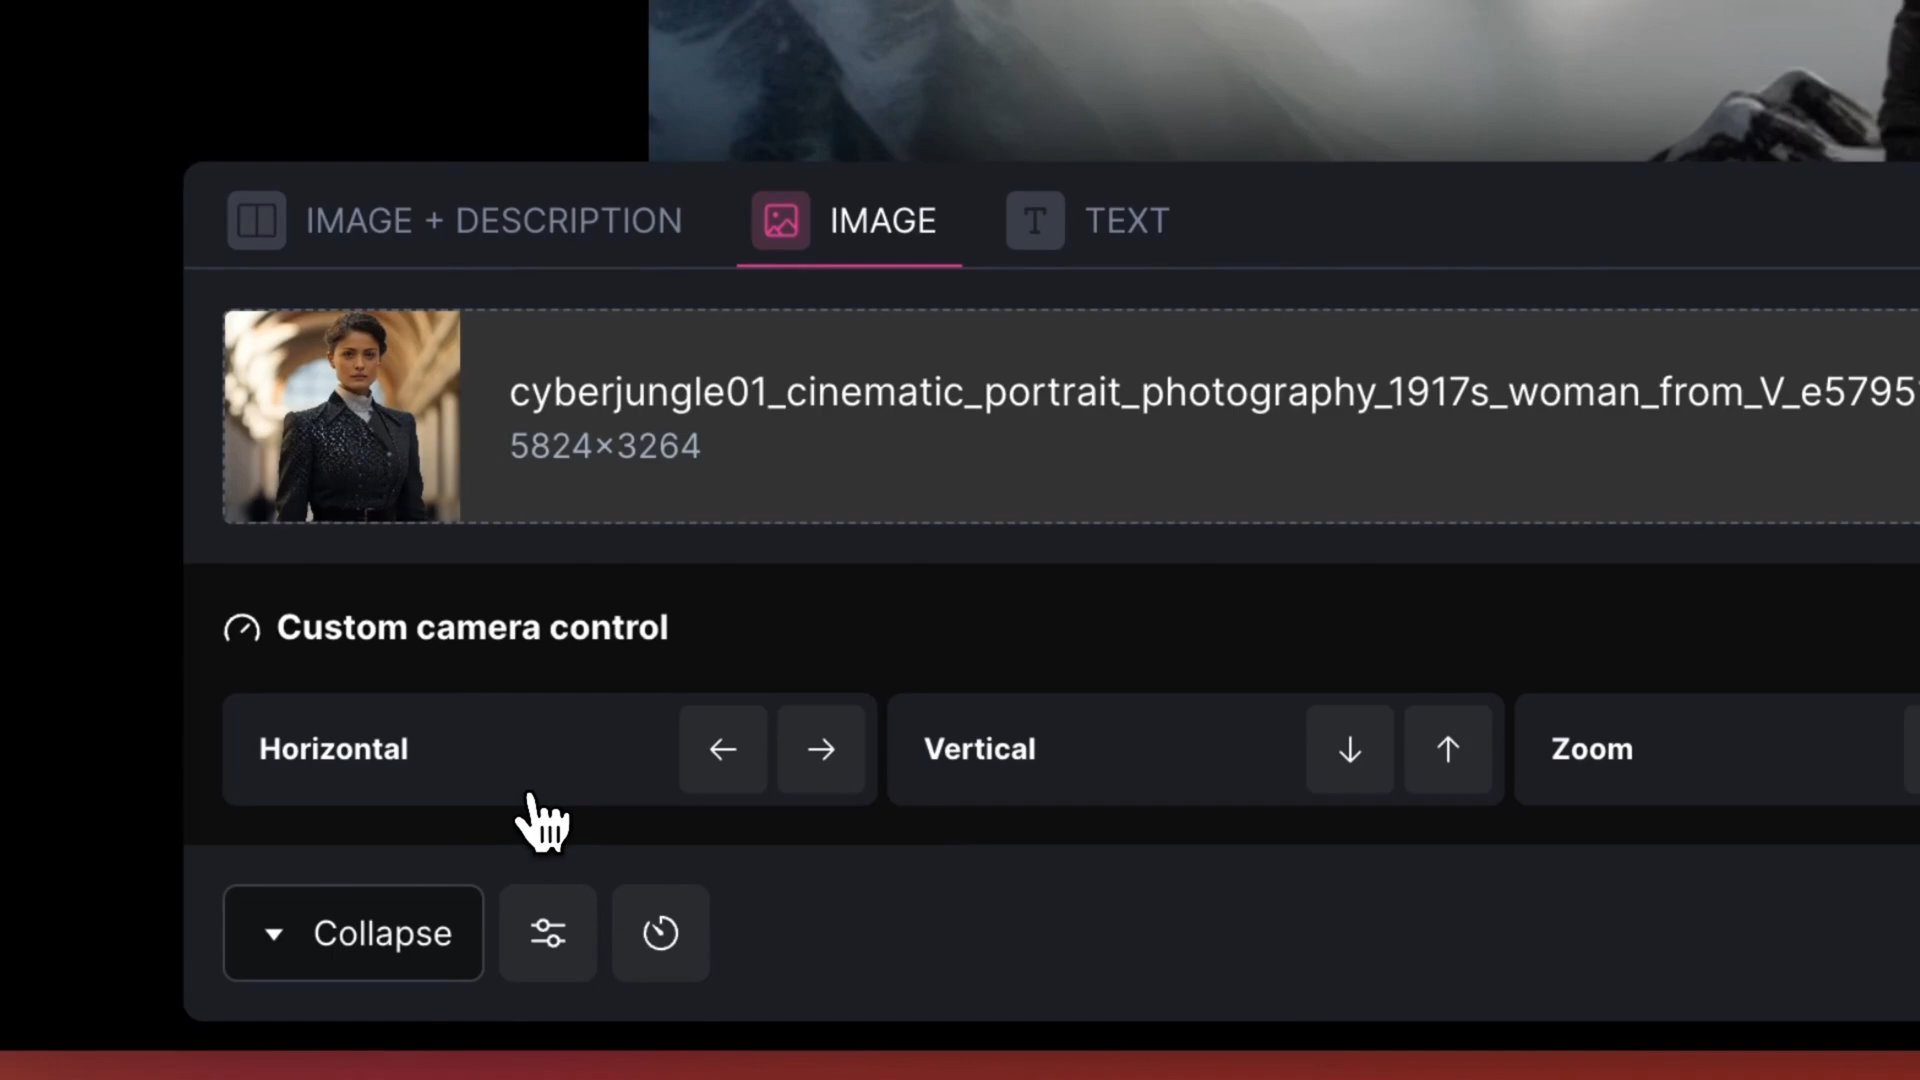 IMAGE + DESCRIPTION
IMAGE
T TEXT
cyberjungle01_cinematic_portrait_photography_1917s_woman_from_V_e5795
5824×3264
Custom camera control
Horizontal
Vertical
Zoom
Collapse